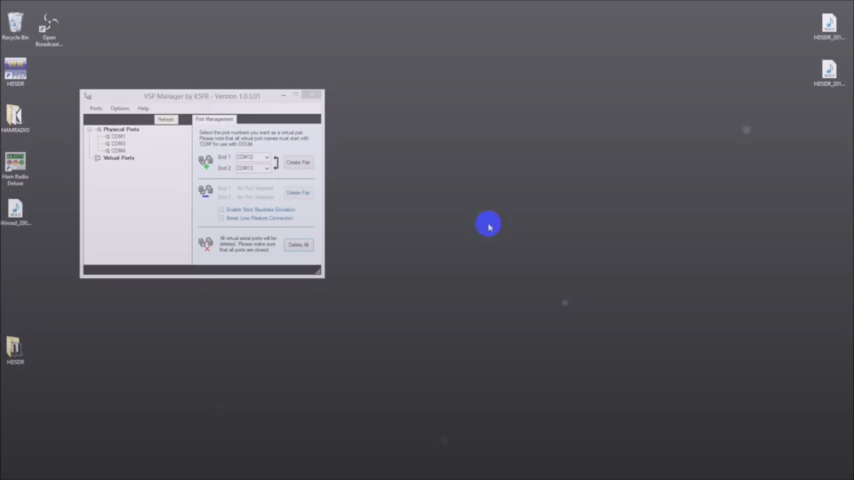 Recycle Bin
Open
Broadcast...
HDSDR
HAMRADIO
Ham Radio
Deluxe
HDSDR
HDSDR_201...
HDSDR_201...
VSP Manager by K5FR - Version 1.0.3.01
Ports Options Help
Refresh
Port Management
Physical Ports
COM1
COM3
COM4
Virtual Ports
Select the port numbers you want as a virtual pair.
Please note that all virtual port names must start with
'COM' for use with
End 1 COM12
End 2 COM13
Create Pair
End 1 No Port Selected
End 2 No Port Selected
Delete Pair
Enable Strict Baudrate Emulation
Break Line Restore Connection
All virtual serial ports will be
deleted. Please make sure
that all ports are closed.
Delete All